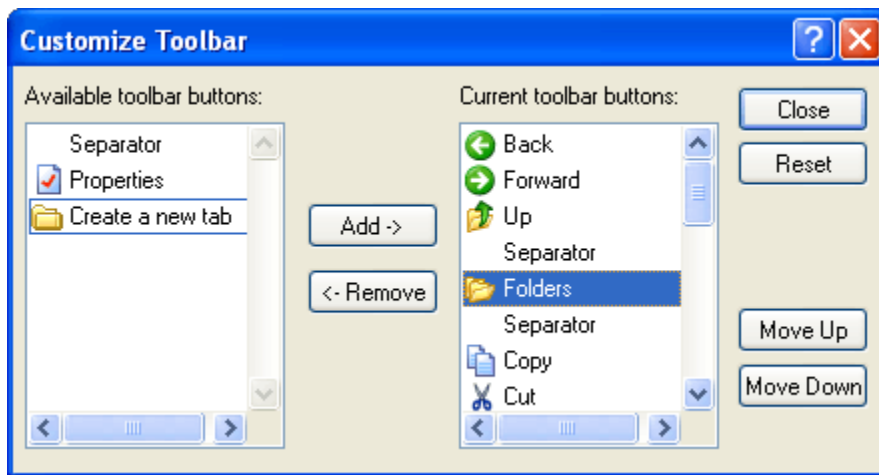 Customize Toolbar
?
Available toolbar buttons:
Separator
Properties
Create a new tab
Add ->
<- Remove
Current toolbar buttons:
Back
Forward
Up
Separator
Folders
Separator
Copy
Cut
Close
Reset
Move Up
Move Down